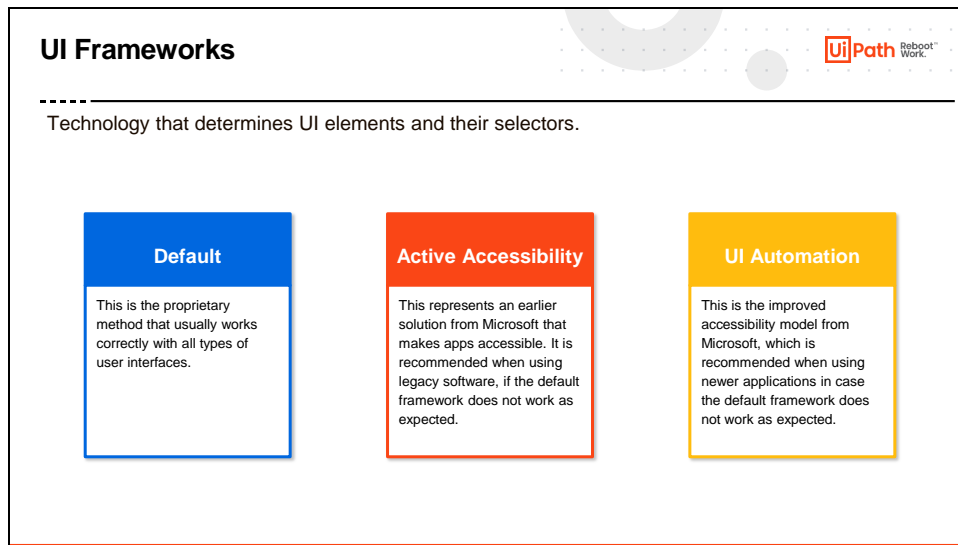 UI Frameworks
UiPath Reboot™
Work.
Technology that determines UI elements and their selectors.
Default
This is the proprietary
method that usually works
correctly with all types of
user interfaces.
Active Accessibility
This represents an earlier
solution from Microsoft that
makes apps accessible. It is
recommended when using
legacy software, if the default
framework does not work as
expected.
UI Automation
This is the improved
accessibility model from
Microsoft, which is
recommended when using
newer applications in case
the default framework does
not work as expected.